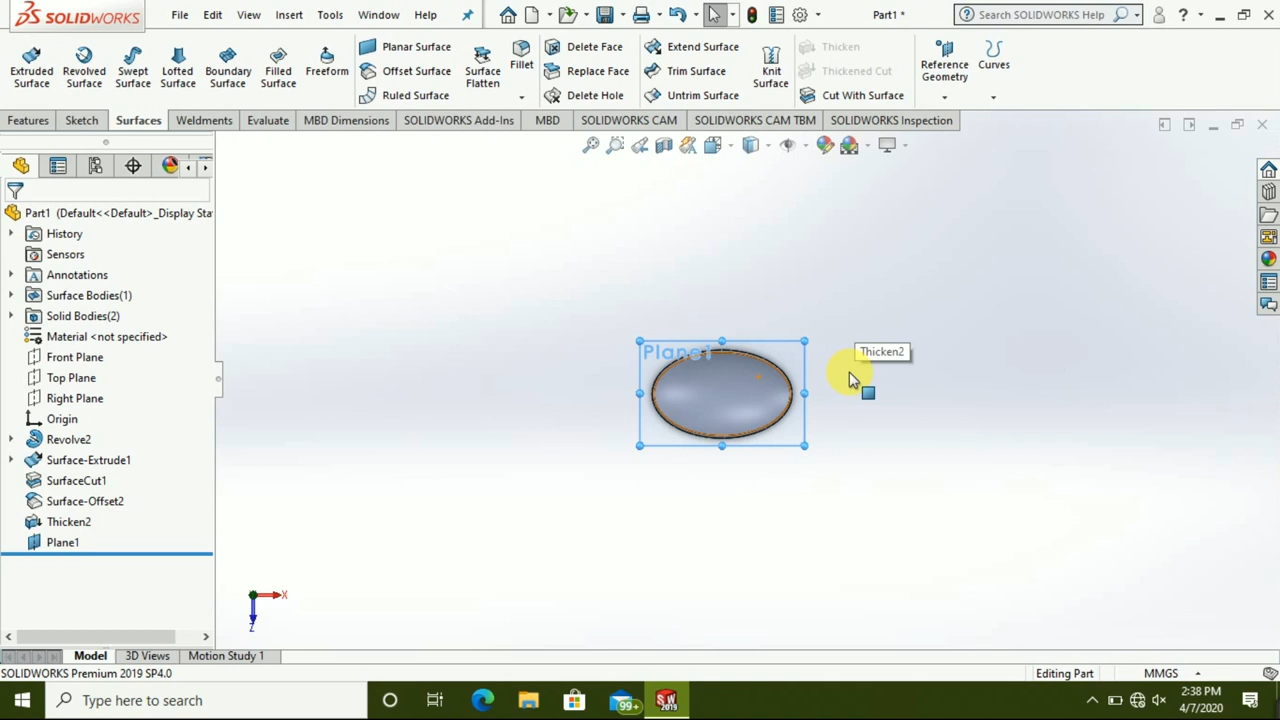 SOLIDWORKS
File Edit View Insert Tools Window Help
Part1 *
Search SOLIDWORKS Help
?
Extruded Surface
Revolved Surface
Swept Surface
Lofted Surface
Boundary Surface
Filled Surface
Freeform
Planar Surface
Offset Surface
Ruled Surface
Surface Flatten
Fillet
Delete Face
Replace Face
Delete Hole
Extend Surface
Trim Surface
Untrim Surface
Knit Surface
Thicken
Thickened Cut
Cut With Surface
Reference Geometry
Curves
Features Sketch Surfaces Weldments Evaluate MBD Dimensions SOLIDWORKS Add-Ins MBD SOLIDWORKS CAM SOLIDWORKS CAM TBM SOLIDWORKS Inspection
Part1 (Default<<Default>_Display Sta
History
Sensors
Annotations
Surface Bodies(1)
Solid Bodies(2)
Material <not specified>
Front Plane
Top Plane
Right Plane
Origin
Revolve2
Surface-Extrude1
SurfaceCut1
Surface-Offset2
Thicken2
Plane1
Plane1
Thicken2
X
Z
Model 3D Views Motion Study 1
SOLIDWORKS Premium 2019 SP4.0
Editing Part
MMGS
Type here to search
99+
SW
2019
2:38 PM
4/7/2020